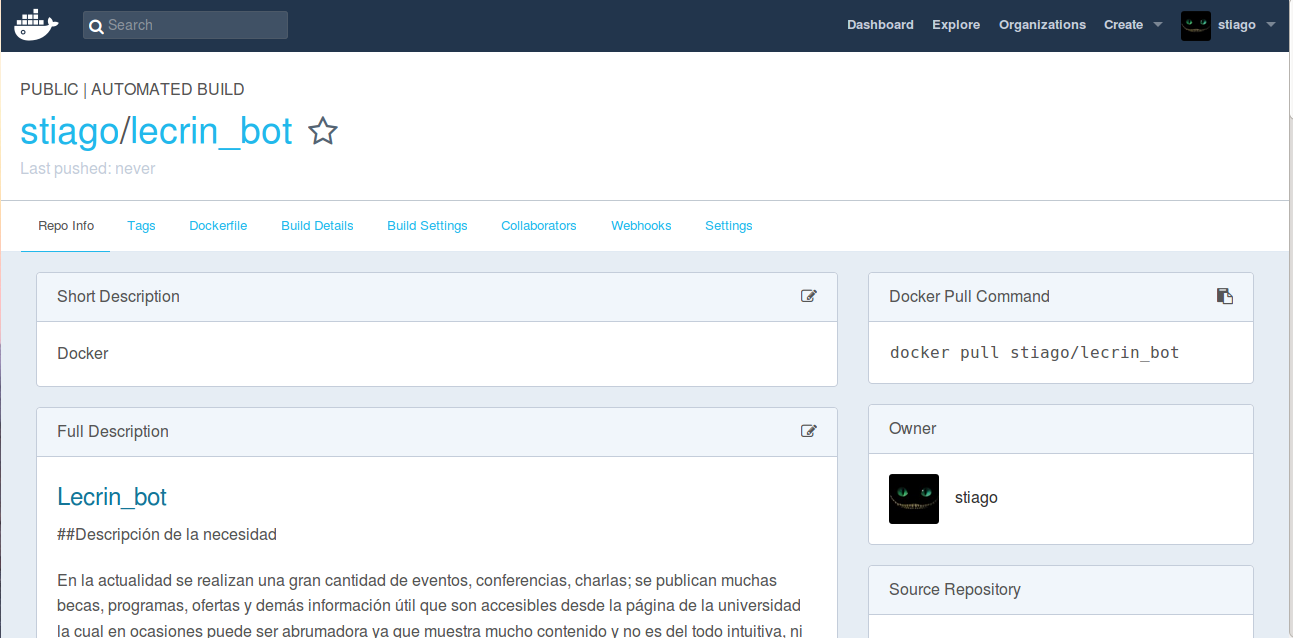 Search
Dashboard Explore Organizations Create stiago
PUBLIC | AUTOMATED BUILD
stiago/lecrin_bot
Last pushed: never
Repo Info Tags Dockerfile Build Details Build Settings Collaborators Webhooks Settings
Short Description
Docker
Full Description
Lecrin_bot
##Descripción de la necesidad
En la actualidad se realizan una gran cantidad de eventos, conferencias, charlas; se publican muchas
becas, programas, ofertas y demás información útil que son accesibles desde la página de la universidad
la cual en ocasiones puede ser abrumadora ya que muestra mucho contenido y no es del todo intuitiva, ni
Docker Pull Command
docker pull stiago/lecrin_bot
Owner
stiago
Source Repository